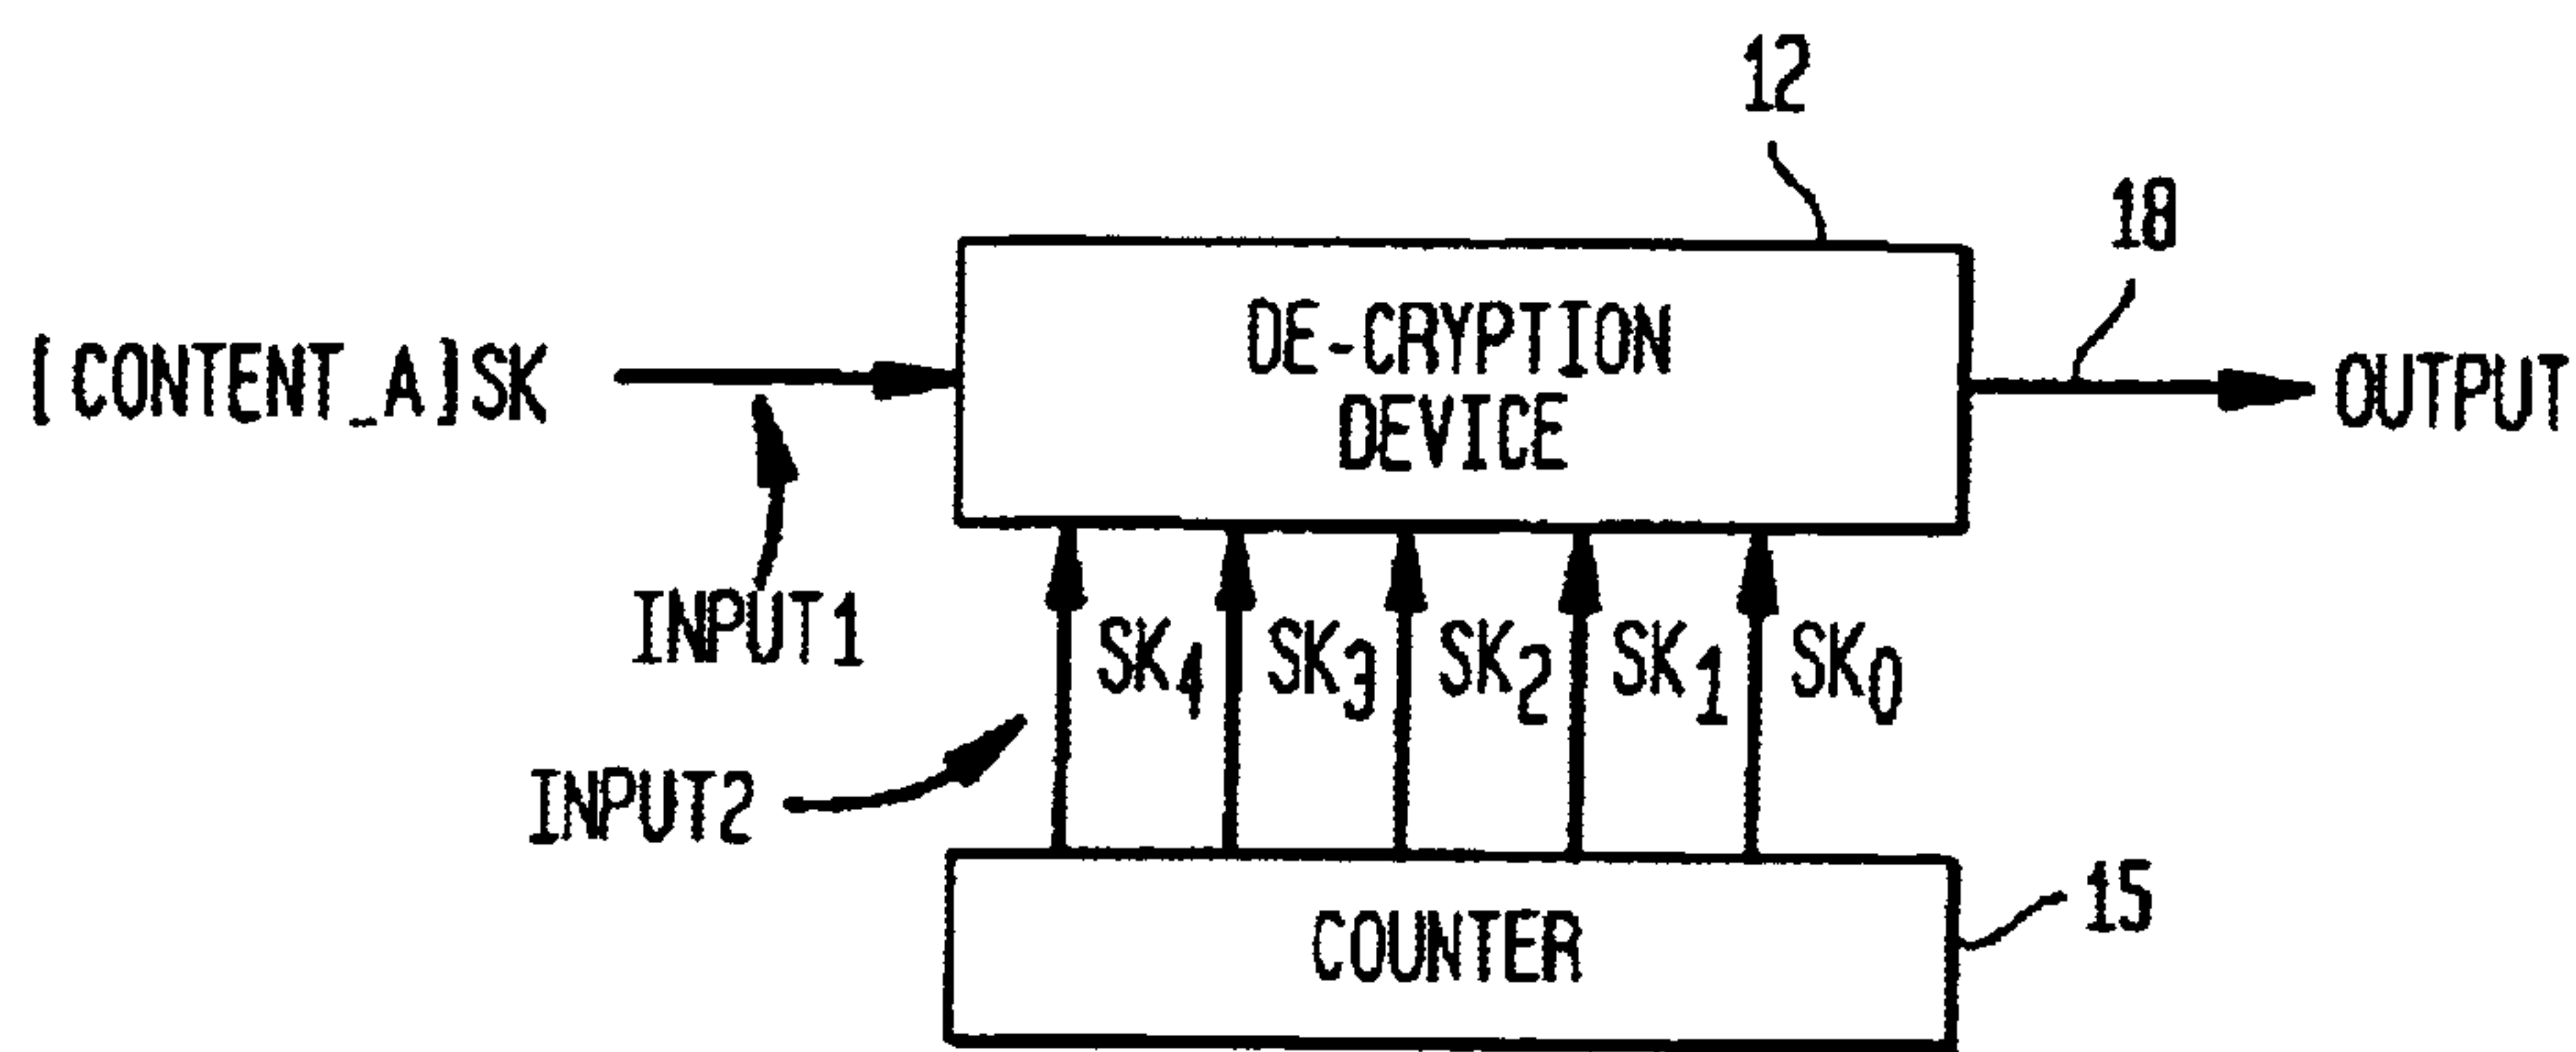 12
18
[CONTENT_A]SK
DE-CRYPTION
DEVICE
OUTPUT
INPUT1
SK4 SK3 SK2 SK1 SK0
INPUT2
15
COUNTER